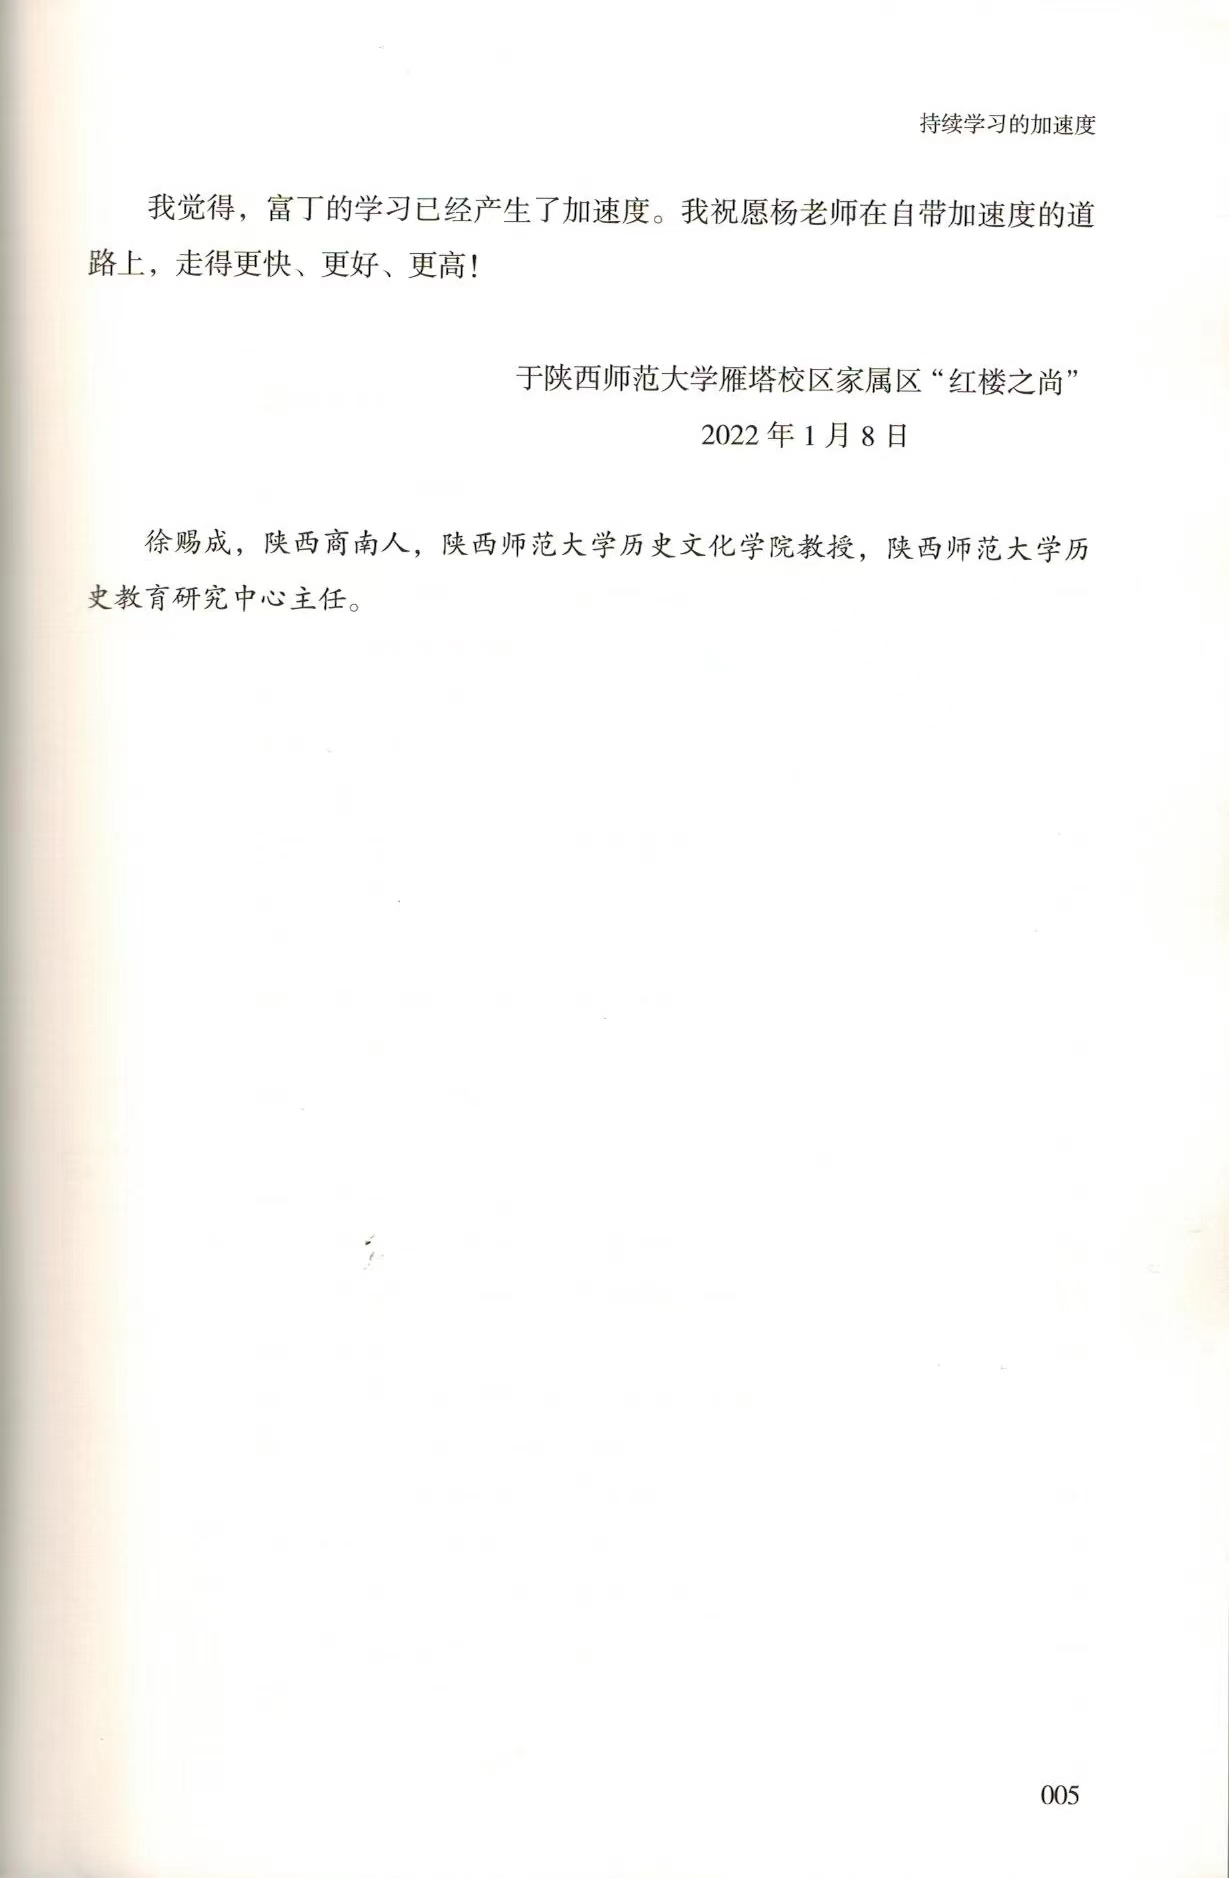 持续学习的加速度
我觉得，富丁的学习已经产生了加速度。我祝愿杨老师在自带加速度的道
路上，走得更快、更好、更高！
于陕西师范大学雁塔校区家属区“红楼之尚”
2022 年 1 月 8 日
徐赐成，陕西商南人，陕西师范大学历史文化学院教授，陕西师范大学历
史教育研究中心主任。
005